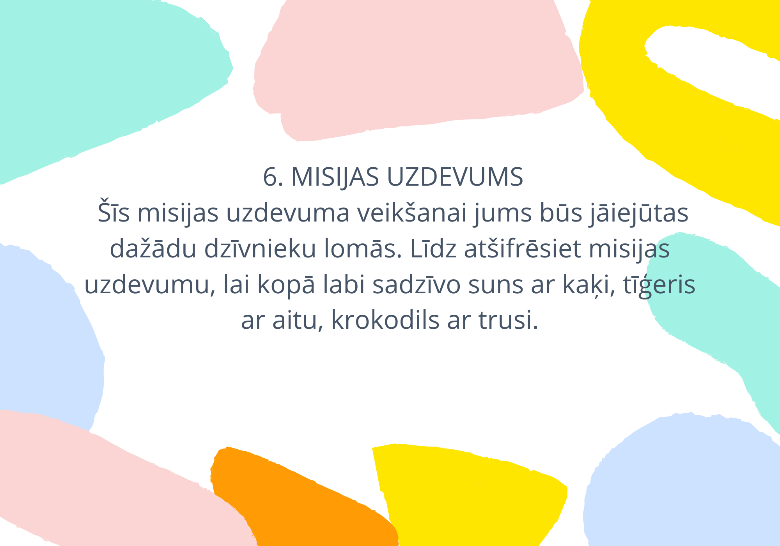 6. MISIJAS UZDEVUMS
Šīs misijas uzdevuma veikšanai jums būs jāiejūtas
dažādu dzīvnieku lomās. Līdz atšifrēsiet misijas
uzdevumu, lai kopā labi sadzīvo suns ar kaķi, tīģeris
ar aitu, krokodils ar trusi.